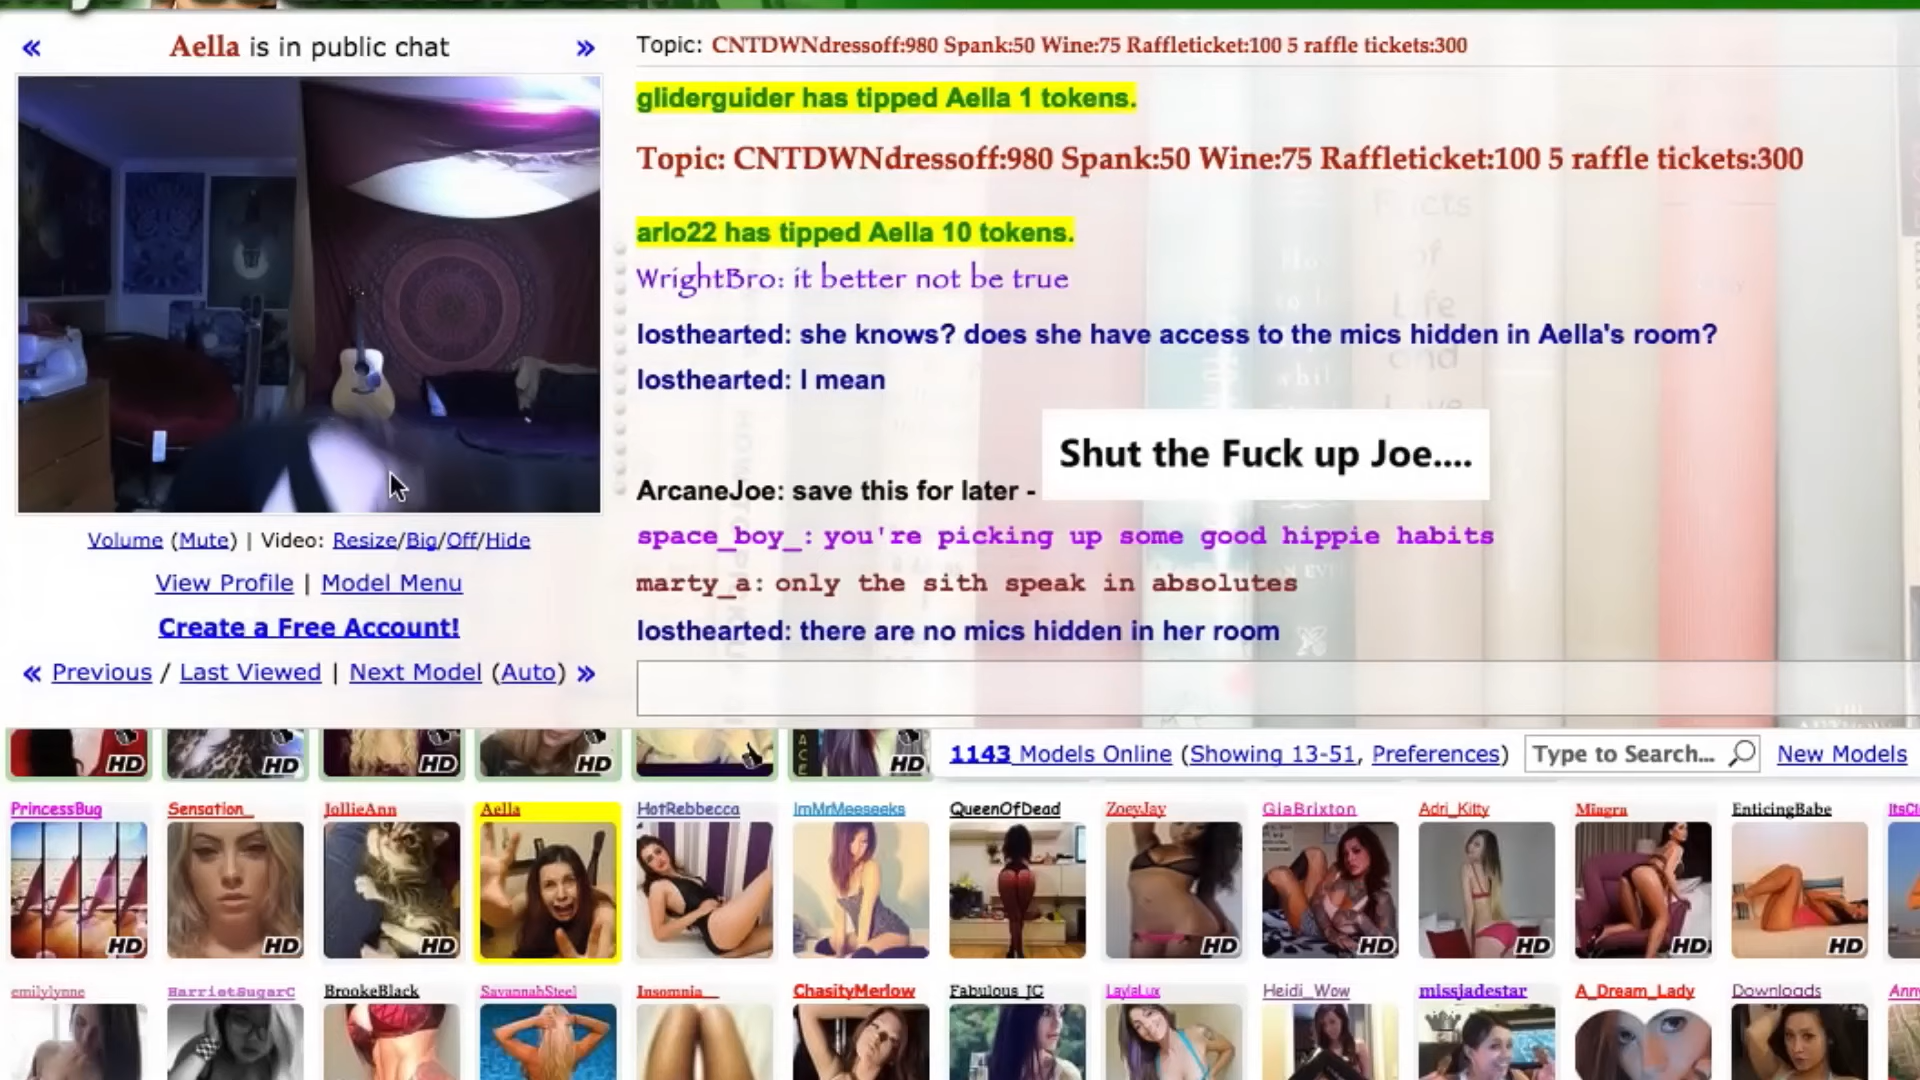 « Aella is in public chat »
Topic: CNTDWNdressoff:980 Spank:50 Wine:75 Raffleticket:100 5 raffle tickets:300
gliderguider has tipped Aella 1 tokens.
Topic: CNTDWNdressoff:980 Spank:50 Wine:75 Raffleticket:100 5 raffle tickets:300
arlo22 has tipped Aella 10 tokens.
WrightBro: it better not be true
losthearted: she knows? does she have access to the mics hidden in Aella's room?
losthearted: I mean
Shut the Fuck up Joe....
ArcaneJoe: save this for later -
space_boy_: you're picking up some good hippie habits
marty_a: only the sith speak in absolutes
losthearted: there are no mics hidden in her room
Volume (Mute) | Video: Resize/Big/Off/Hide
View Profile | Model Menu
Create a Free Account!
« Previous / Last Viewed | Next Model (Auto) »
HD HD HD HD HD
1143 Models Online (Showing 13-51, Preferences) Type to Search... New Models
PrincessBug Sensation_ JollieAnn Aella HotRebbecca ImMrMeeseeks QueenOfDead ZoeyJay GiaBrixton Adri_Kitty Miagra EnticingBabe
HD HD HD HD HD HD HD HD
emilylynne HarrietSugarC BrookeBlack SavannahSteel Insomnia_ ChasityMerlow Fabulous_JC LaylaLux Heidi_Wow missjadestar A_Dream_Lady Downloads